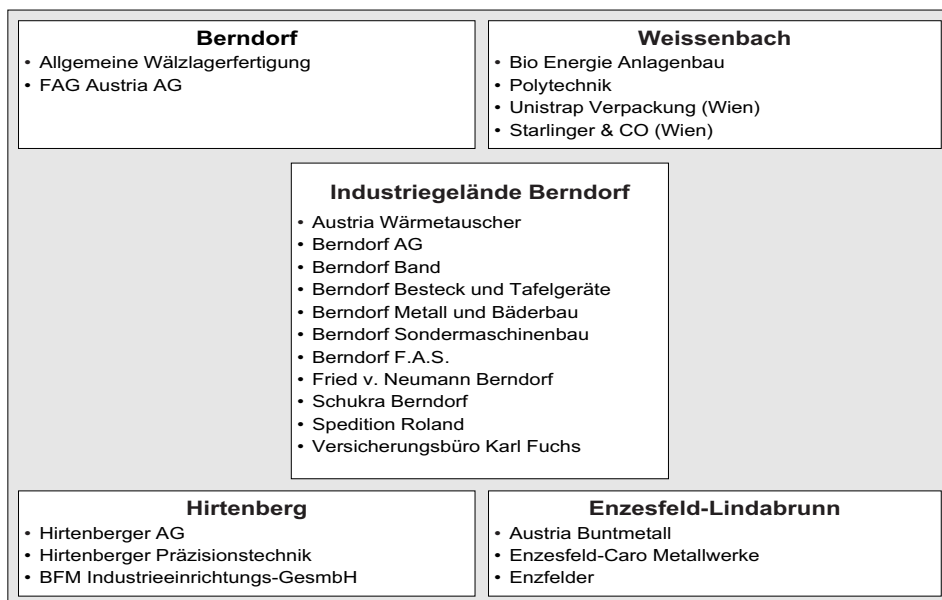 Berndorf
• Allgemeine Wälzlagerfertigung
• FAG Austria AG
Weissenbach
• Bio Energie Anlagenbau
• Polytechnik
• Unistrap Verpackung (Wien)
• Starlinger & CO (Wien)
Industriegelände Berndorf
• Austria Wärmetauscher
• Berndorf AG
• Berndorf Band
• Berndorf Besteck und Tafelgeräte
• Berndorf Metall und Bäderbau
• Berndorf Sondermaschinenbau
• Berndorf F.A.S.
• Fried v. Neumann Berndorf
• Schukra Berndorf
• Spedition Roland
• Versicherungsbüro Karl Fuchs
Hirtenberg
• Hirtenberger AG
• Hirtenberger Präzisionstechnik
• BFM Industrieeinrichtungs-GesmbH
Enzesfeld-Lindabrunn
• Austria Buntmetall
• Enzesfeld-Caro Metallwerke
• Enzfelder